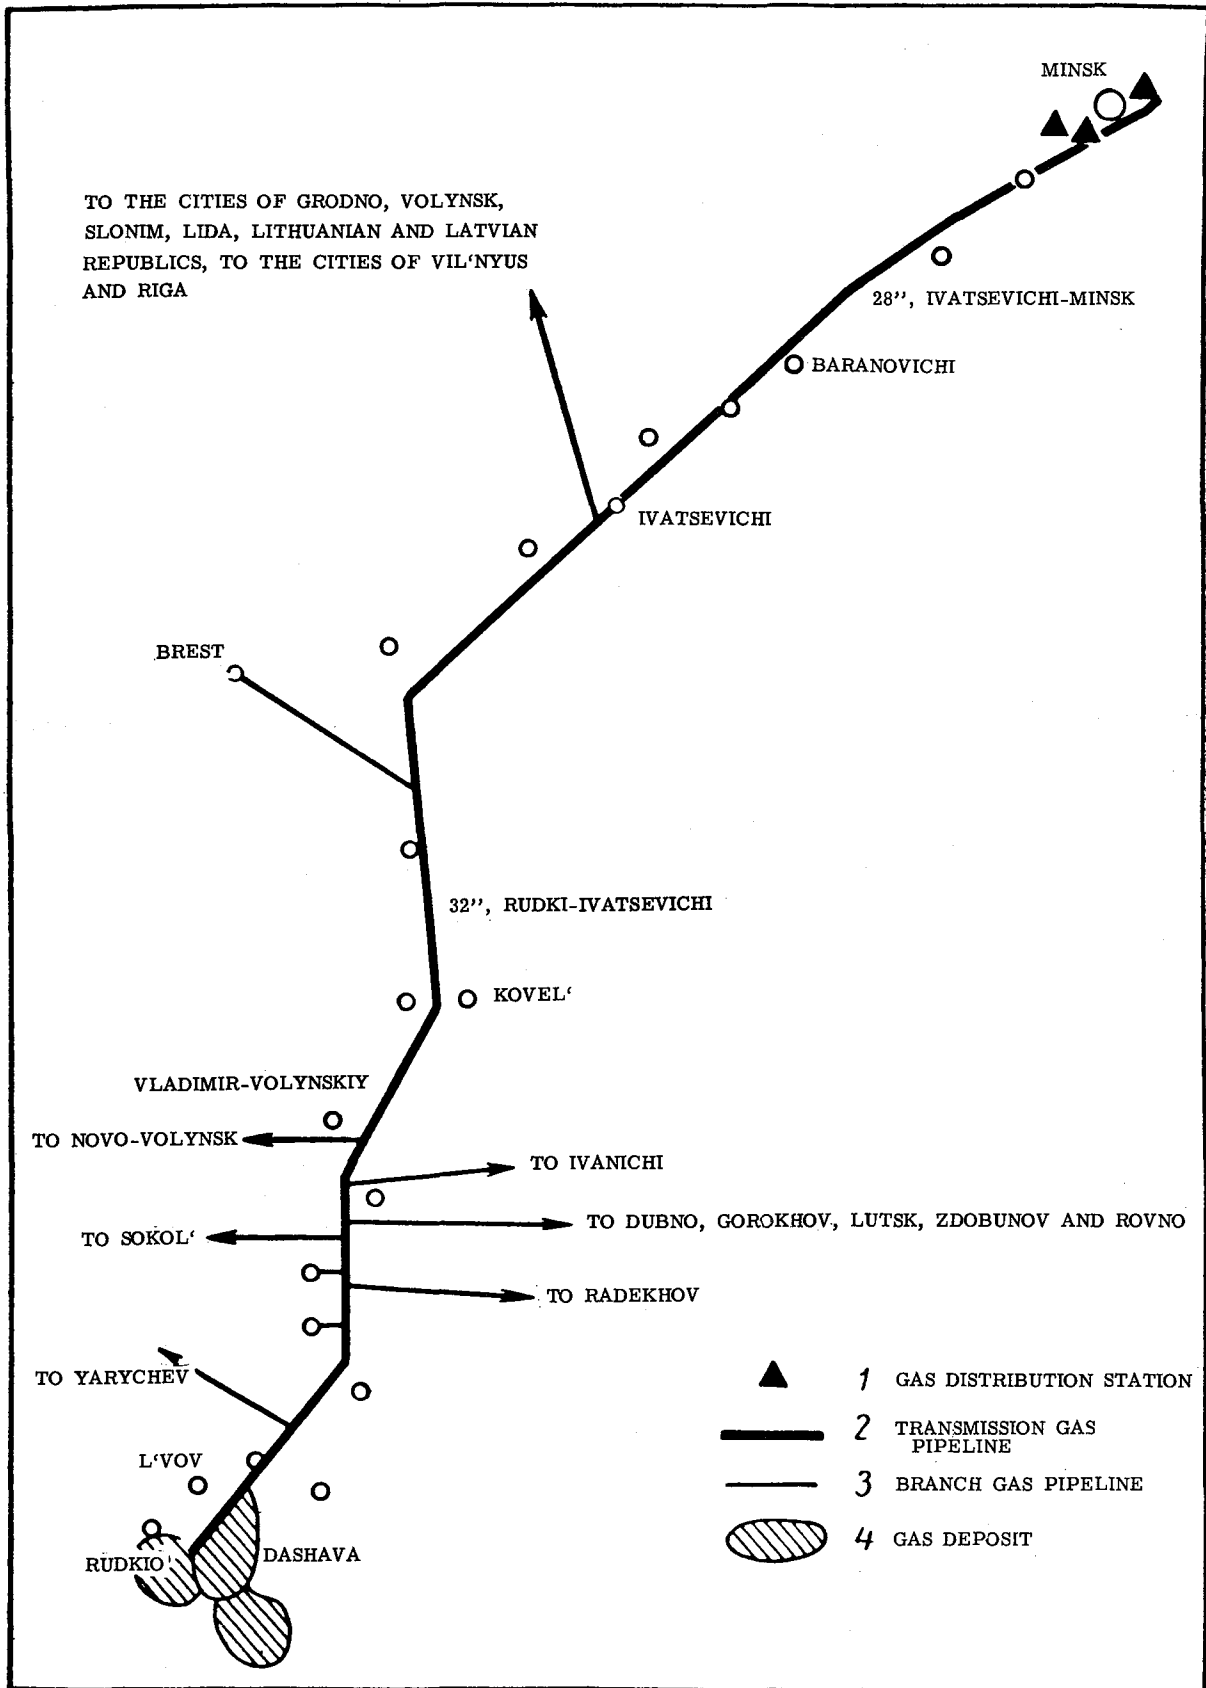 MINSK
TO THE CITIES OF GRODNO, VOLYNSK,
SLONIM, LIDA, LITHUANIAN AND LATVIAN
REPUBLICS, TO THE CITIES OF VIL‘NYUS
AND RIGA
28”, IVATSEVICHI-MINSK
BARANOVICHI
IVATSEVICHI
BREST
32”, RUDKI-IVATSEVICHI
KOVEL‘
VLADIMIR-VOLYNSKIY
TO NOVO-VOLYNSK
TO IVANICHI
TO DUBNO, GOROKHOV, LUTSK, ZDOBUNOV AND ROVNO
TO SOKOL‘
TO RADEKHOV
TO YARYCHEV
L‘VOV
RUDKIO
DASHAVA
1 GAS DISTRIBUTION STATION
2 TRANSMISSION GAS
PIPELINE
3 BRANCH GAS PIPELINE
4 GAS DEPOSIT